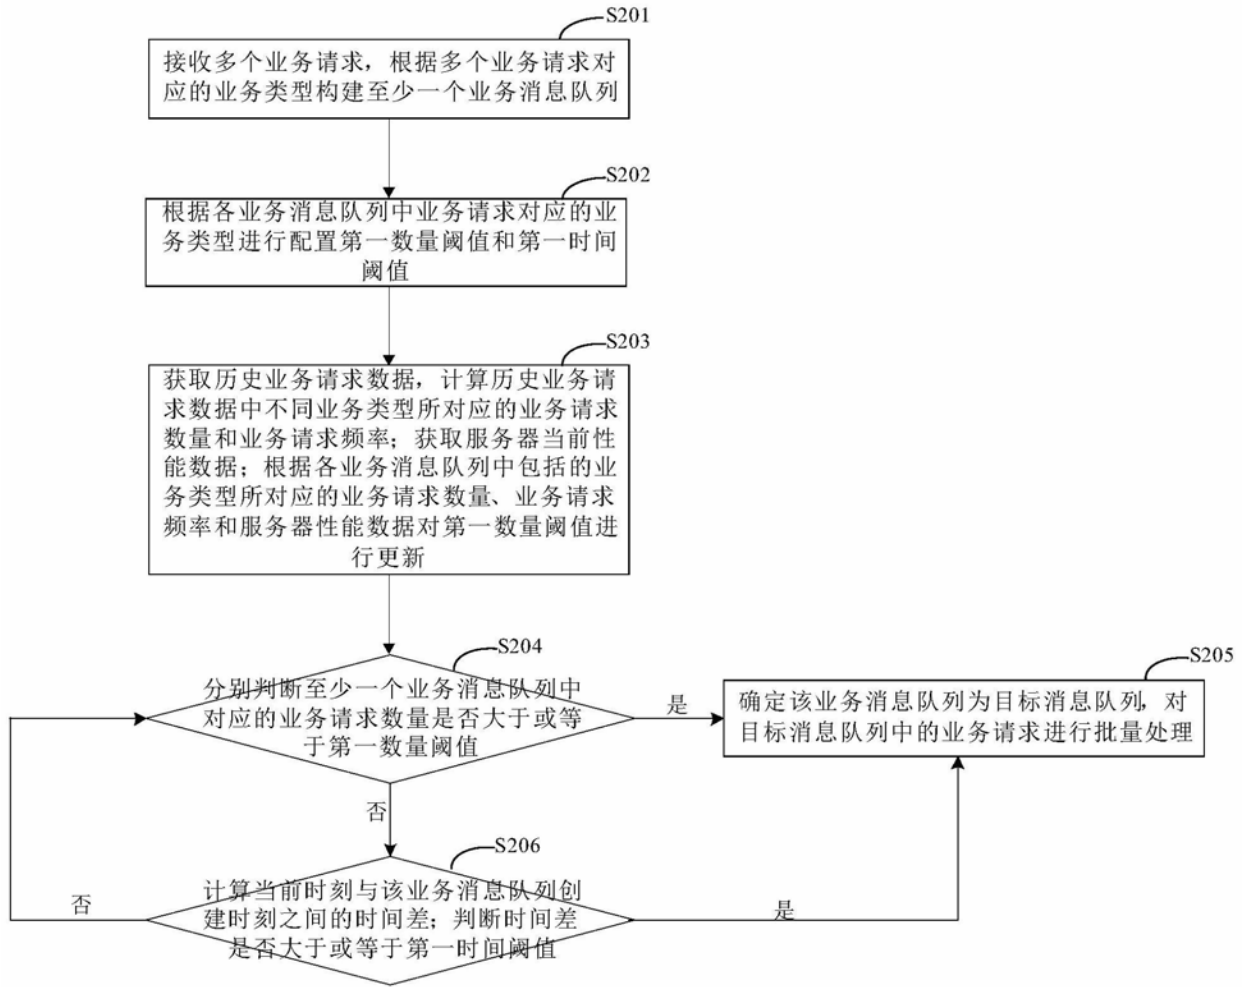 S201
接收多个业务请求，根据多个业务请求对
应的业务类型构建至少一个业务消息队列
S202
根据各业务消息队列中业务请求对应的业
务类型进行配置第一数量阈值和第一时间
阈值
S203
获取历史业务请求数据，计算历史业务请
求数据中不同业务类型所对应的业务请求
数量和业务请求频率；获取服务器当前性
能数据；根据各业务消息队列中包括的业
务类型所对应的业务请求数量、业务请求
频率和服务器性能数据对第一数量阈值进
行更新
S204
分别判断至少一个业务消息队列中
对应的业务请求数量是否大于或等
于第一数量阈值
是
S205
确定该业务消息队列为目标消息队列，对
目标消息队列中的业务请求进行批量处理
否
S206
计算当前时刻与该业务消息队列创
建时刻之间的时间差；判断时间差
是否大于或等于第一时间阈值
否
是